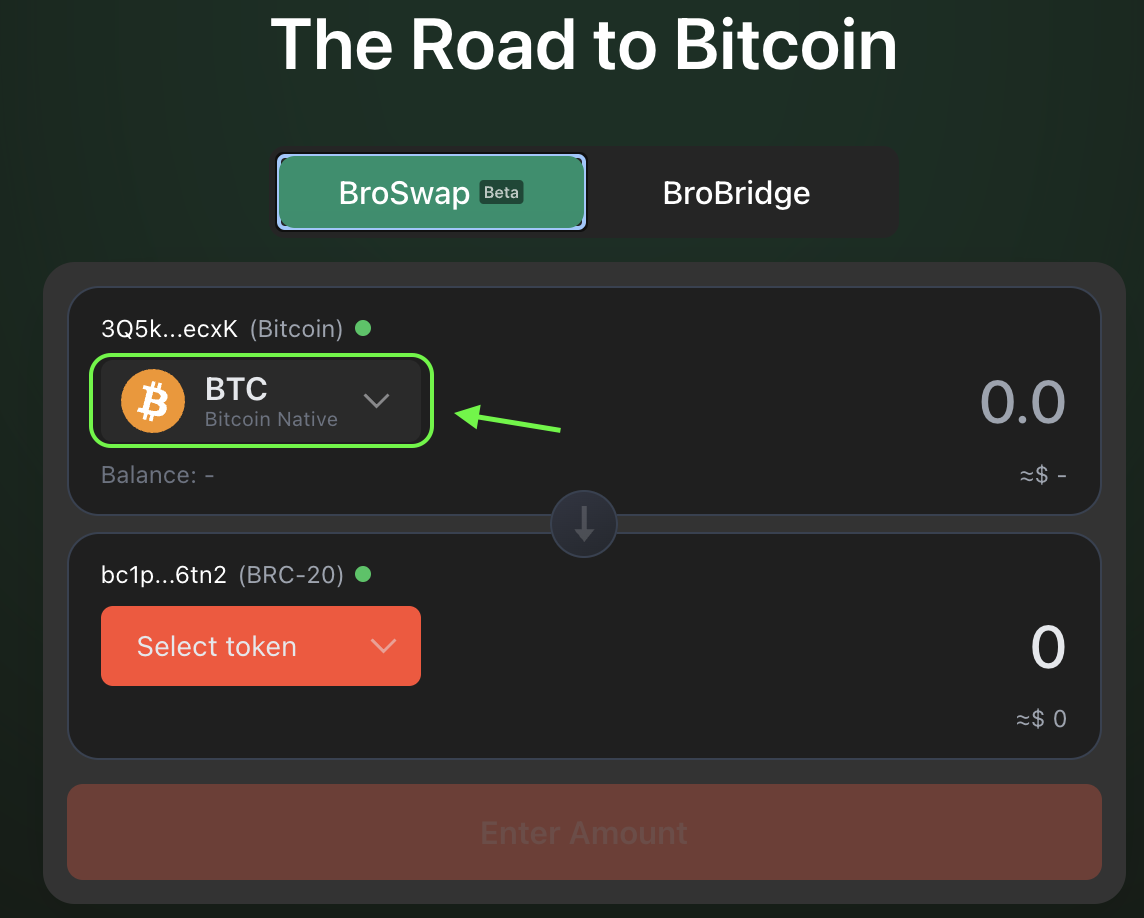 The Road to Bitcoin
BroSwap Beta
BroBridge
3Q5k...ecxK (Bitcoin)
BTC
Bitcoin Native
0.0
Balance: -
≈$ -
bc1p...6tn2 (BRC-20)
Select token
0
≈$ 0
Enter Amount